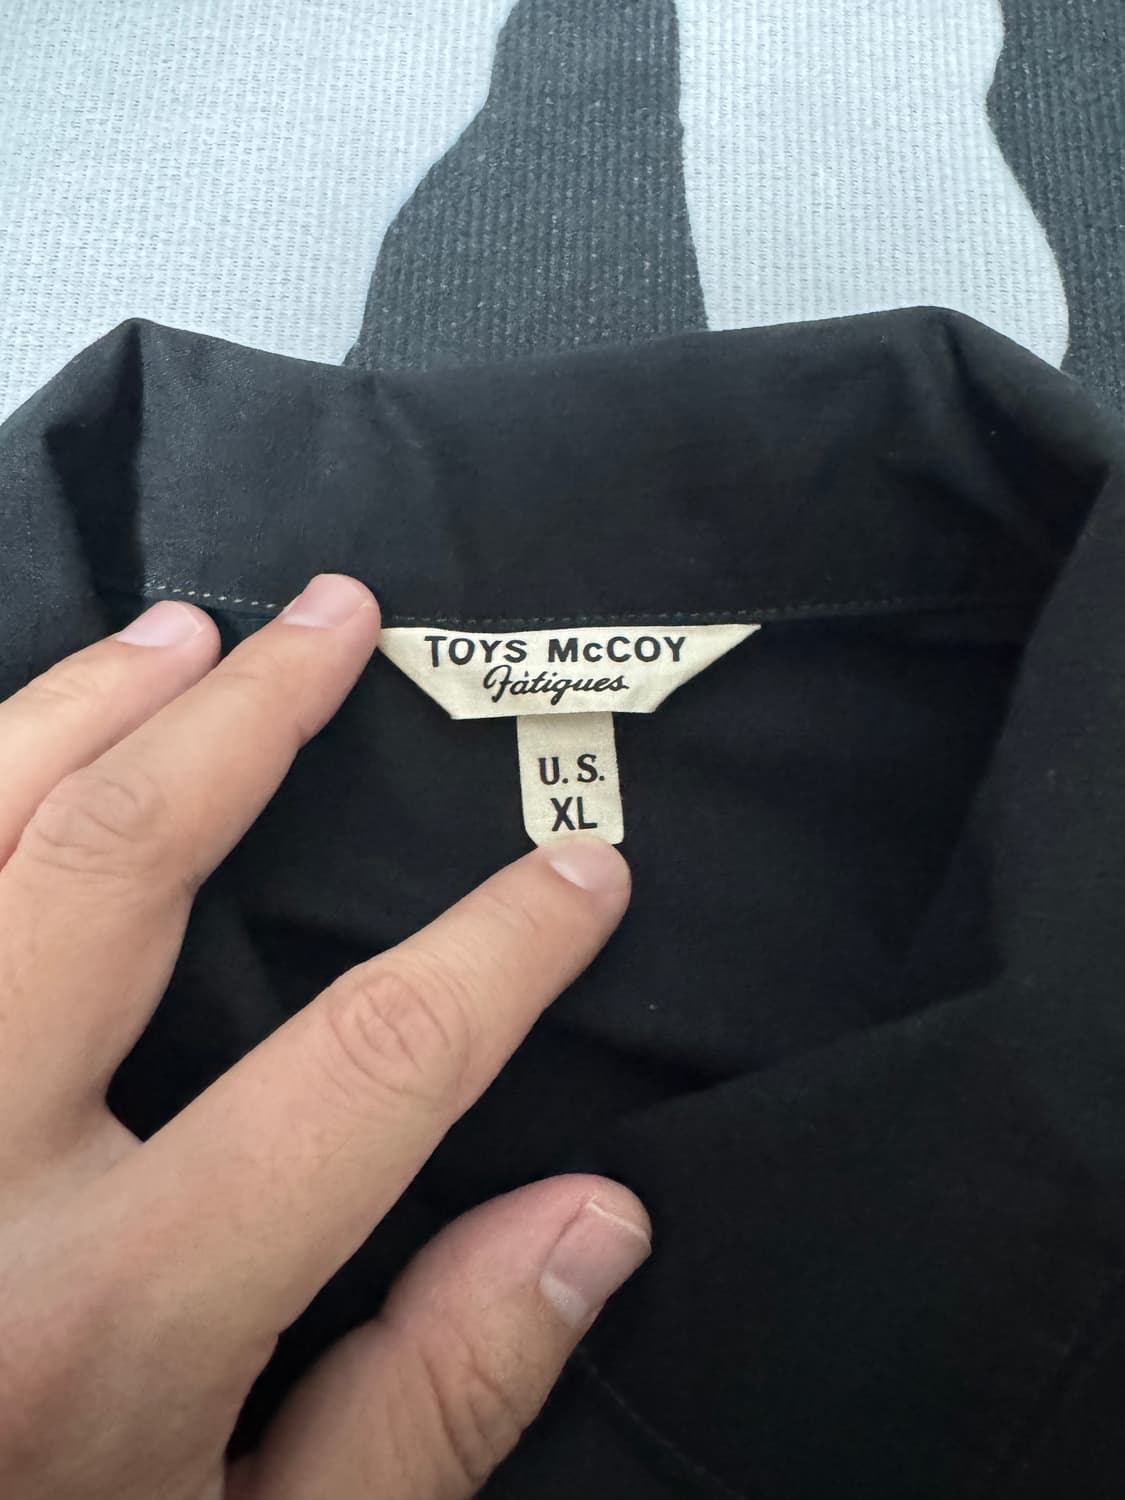 TOYS McCOY
Fatigues
U.S.
XL